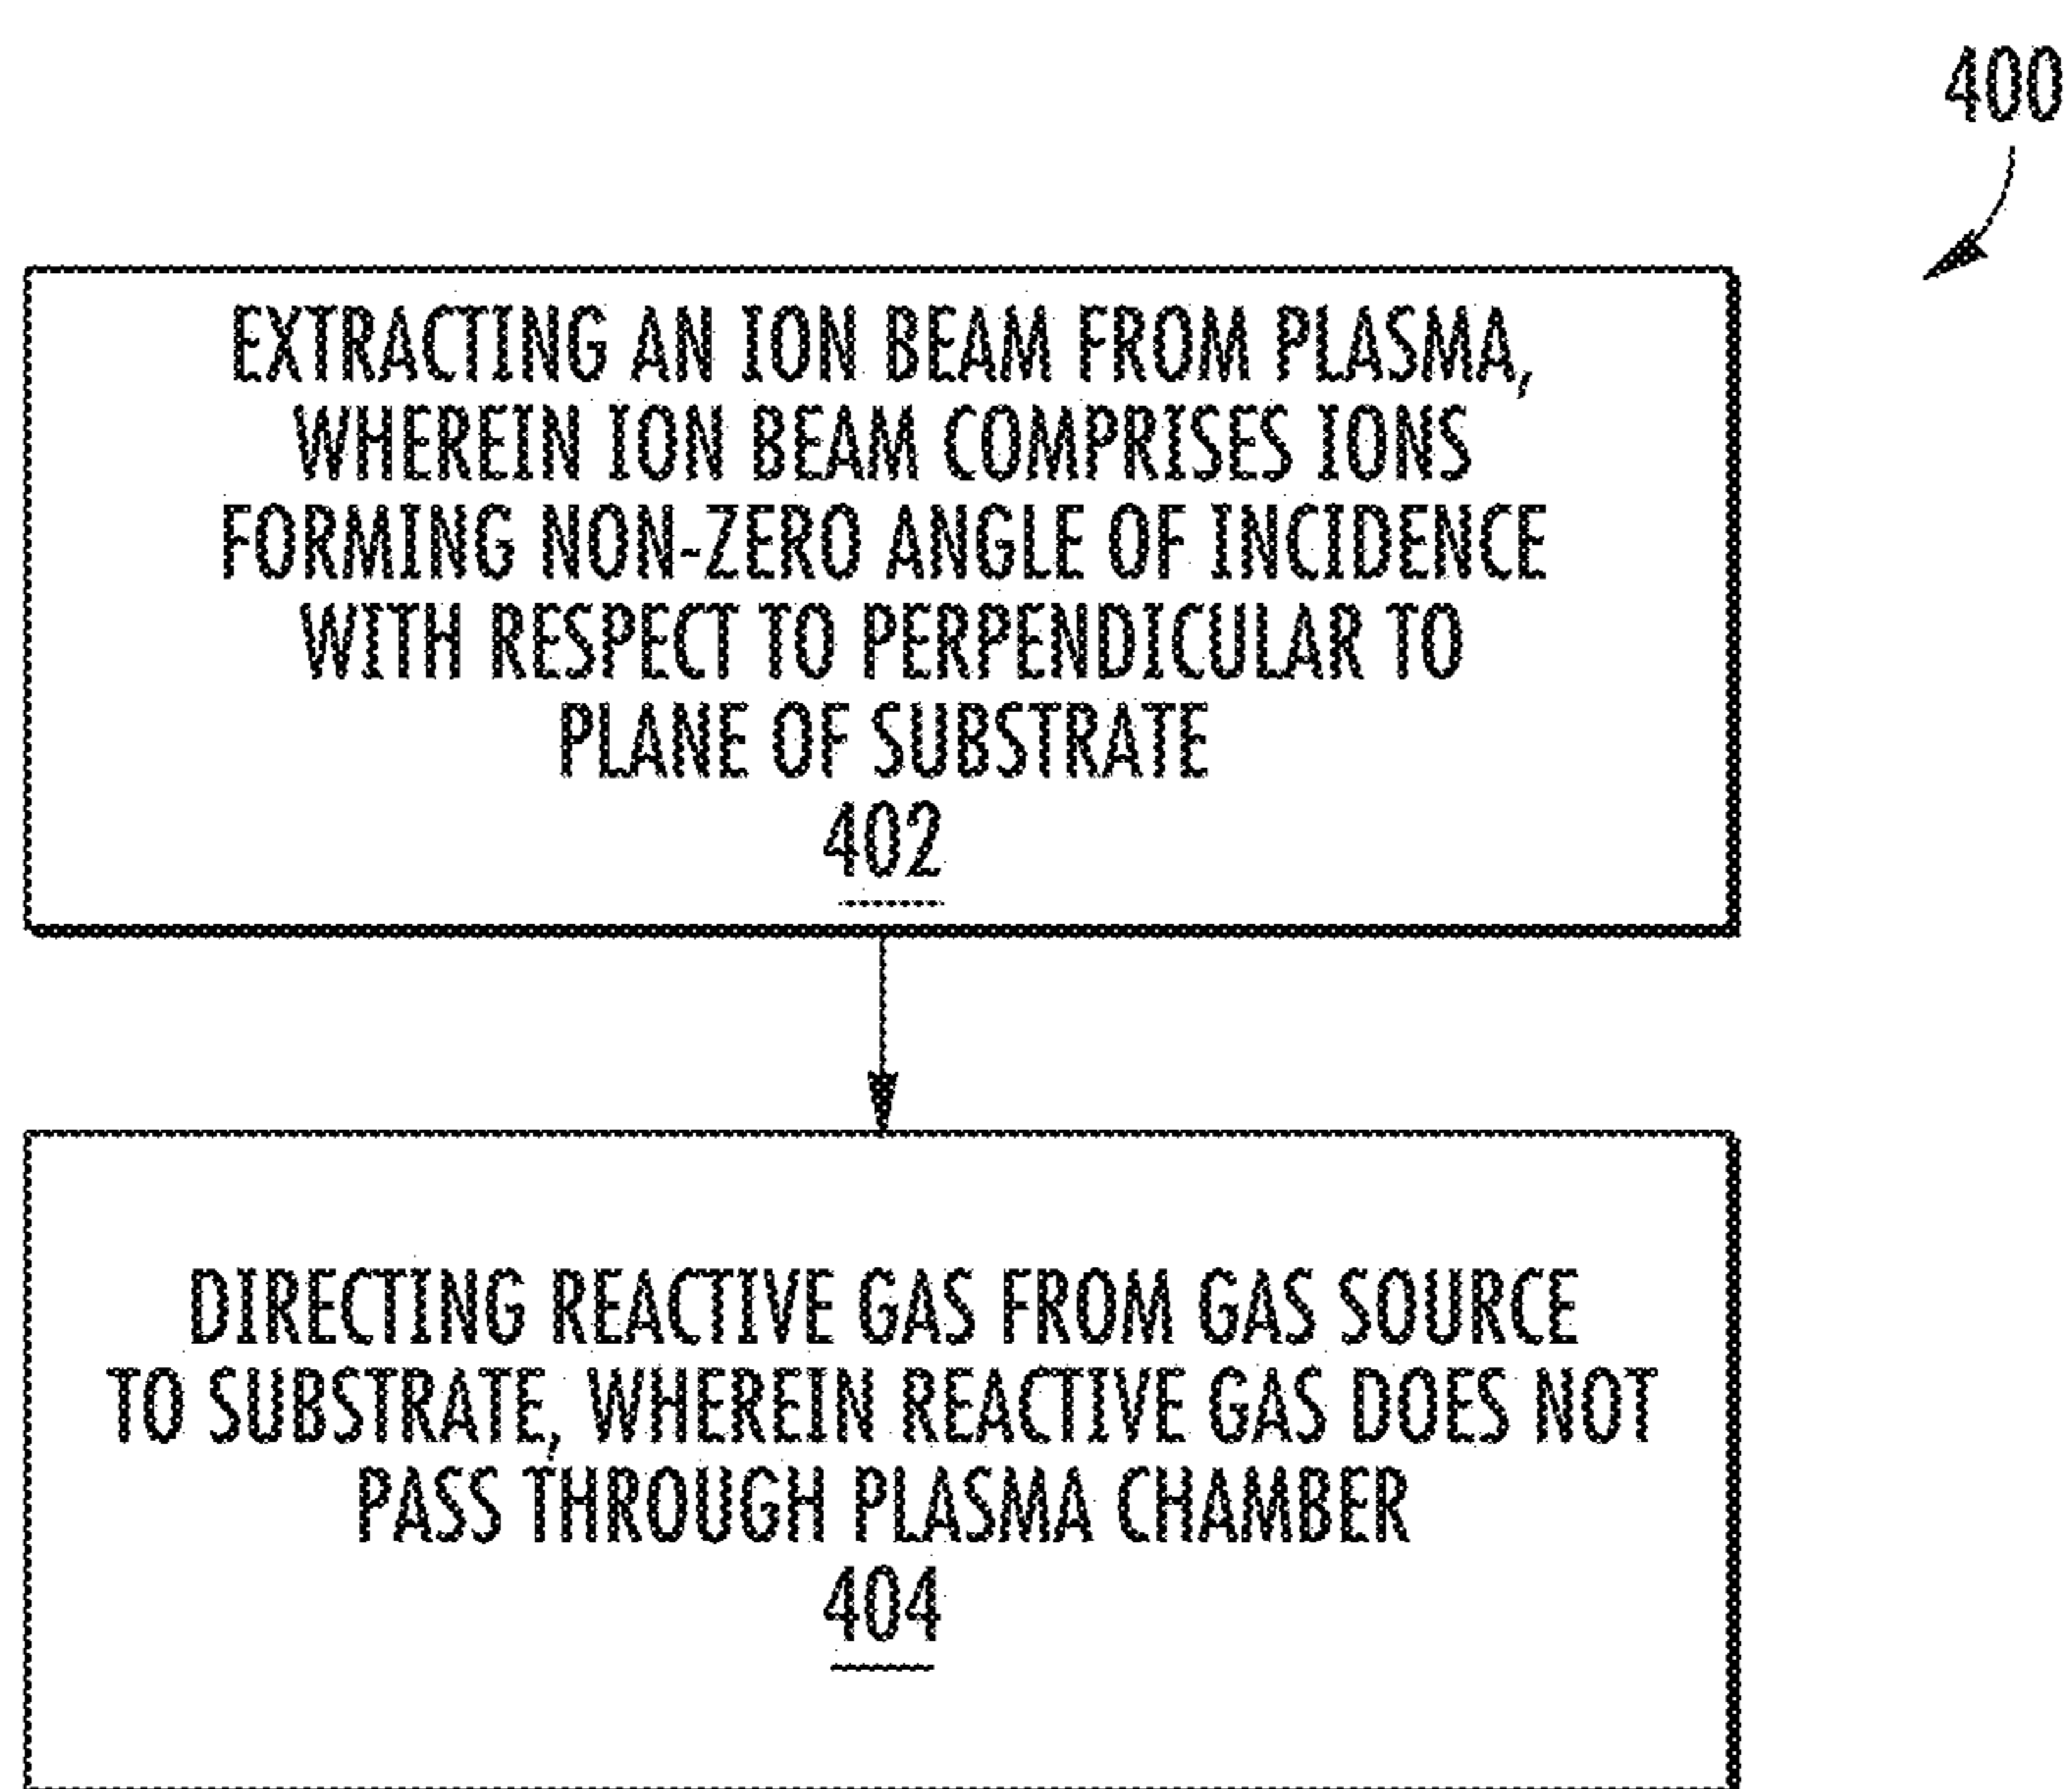 400
EXTRACTING AN ION BEAM FROM PLASMA,
WHEREIN ION BEAM COMPRISES IONS
FORMING NON-ZERO ANGLE OF INCIDENCE
WITH RESPECT TO PERPENDICULAR TO
PLANE OF SUBSTRATE
402
DIRECTING REACTIVE GAS FROM GAS SOURCE
TO SUBSTRATE, WHEREIN REACTIVE GAS DOES NOT
PASS THROUGH PLASMA CHAMBER
404